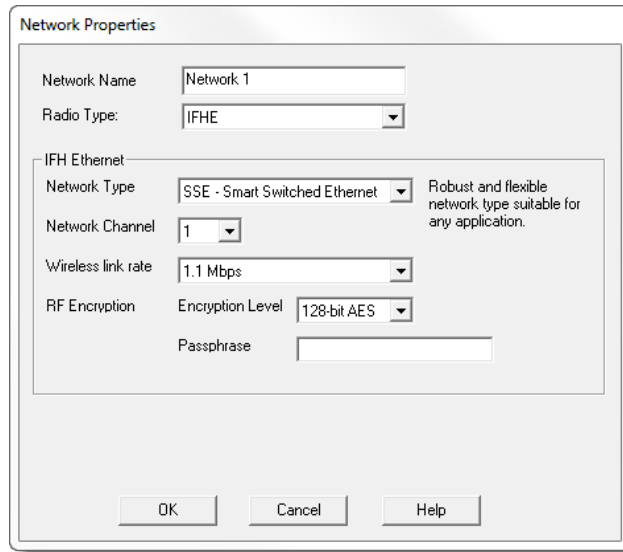 Network Properties
Network Name Network 1
Radio Type: IFHE
IFH Ethernet
Network Type SSE - Smart Switched Ethernet Robust and flexible
network type suitable for
any application.
Network Channel 1
Wireless link rate 1.1 Mbps
RF Encryption Encryption Level 128-bit AES
Passphrase
OK Cancel Help